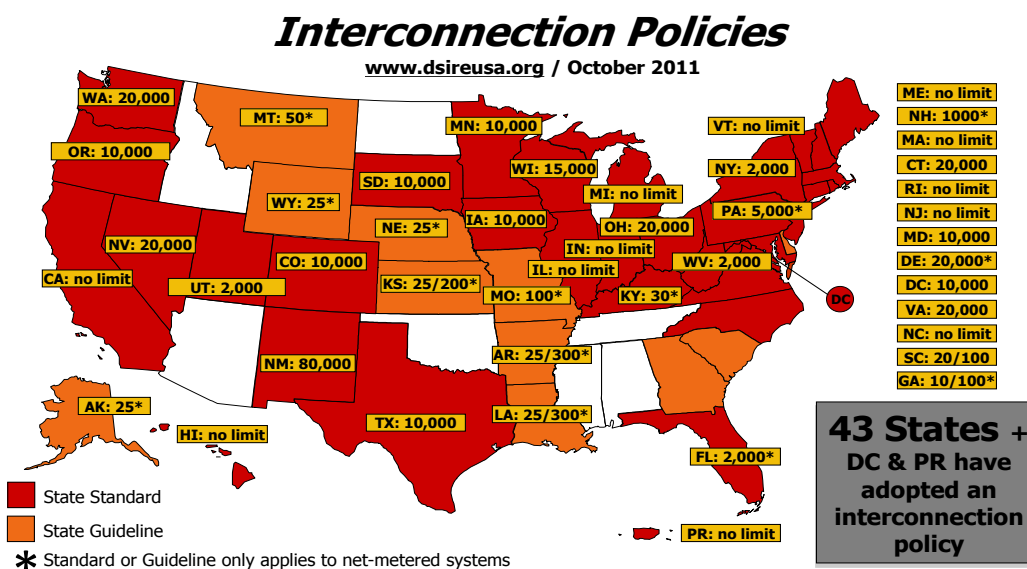 Interconnection Policies
www.dsireusa.org / October 2011
WA: 20,000
MT: 50*
MN: 10,000
VT: no limit
OR: 10,000
WI: 15,000
NY: 2,000
SD: 10,000
MI: no limit
WY: 25*
PA: 5,000*
IA: 10,000
NE: 25*
OH: 20,000
NV: 20,000
IN: no limit
CO: 10,000
WV: 2,000
IL: no limit
CA: no limit
UT: 2,000
KS: 25/200*
MO: 100*
KY: 30*
DC
AR: 25/300*
NM: 80,000
AK: 25*
LA: 25/300*
TX: 10,000
HI: no limit
FL: 2,000*
PR: no limit
ME: no limit
NH: 1000*
MA: no limit
CT: 20,000
RI: no limit
NJ: no limit
MD: 10,000
DE: 20,000*
DC: 10,000
VA: 20,000
NC: no limit
SC: 20/100
GA: 10/100*
43 States +
DC & PR have
adopted an
interconnection
policy
State Standard
State Guideline
* Standard or Guideline only applies to net-metered systems